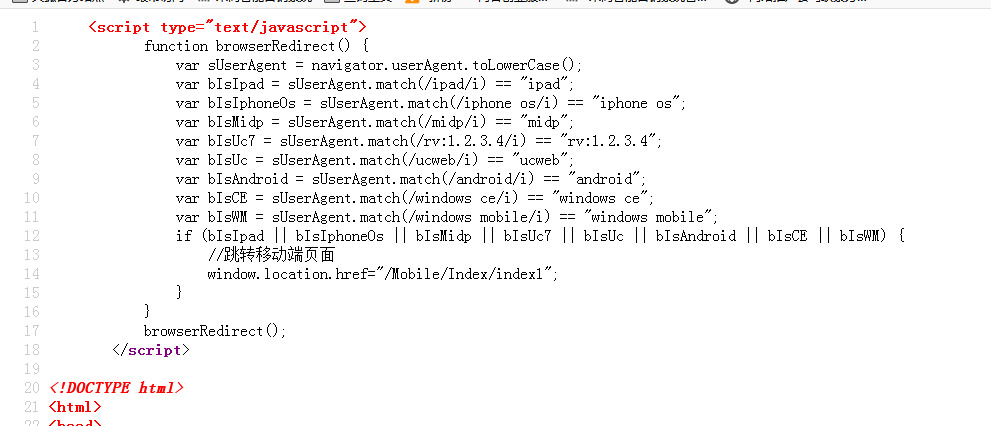 1 <script type="text/javascript">
2 function browserRedirect() {
3 var sUserAgent = navigator.userAgent.toLowerCase();
4 var bIsIpad = sUserAgent.match(/ipad/i) == "ipad";
5 var bIsIphoneOs = sUserAgent.match(/iphone os/i) == "iphone os";
6 var bIsMidp = sUserAgent.match(/midp/i) == "midp";
7 var bIsUc7 = sUserAgent.match(/rv:1.2.3.4/i) == "rv:1.2.3.4";
8 var bIsUc = sUserAgent.match(/ucweb/i) == "ucweb";
9 var bIsAndroid = sUserAgent.match(/android/i) == "android";
10 var bIsCE = sUserAgent.match(/windows ce/i) == "windows ce";
11 var bIsWM = sUserAgent.match(/windows mobile/i) == "windows mobile";
12 if (bIsIpad || bIsIphoneOs || bIsMidp || bIsUc7 || bIsUc || bIsAndroid || bIsCE || bIsWM) {
13 //跳转移动端页面
14 window.location.href="/Mobile/Index/index1";
15 }
16 }
17 browserRedirect();
18 </script>
19
20 <!DOCTYPE html>
21 <html>
22 <head>